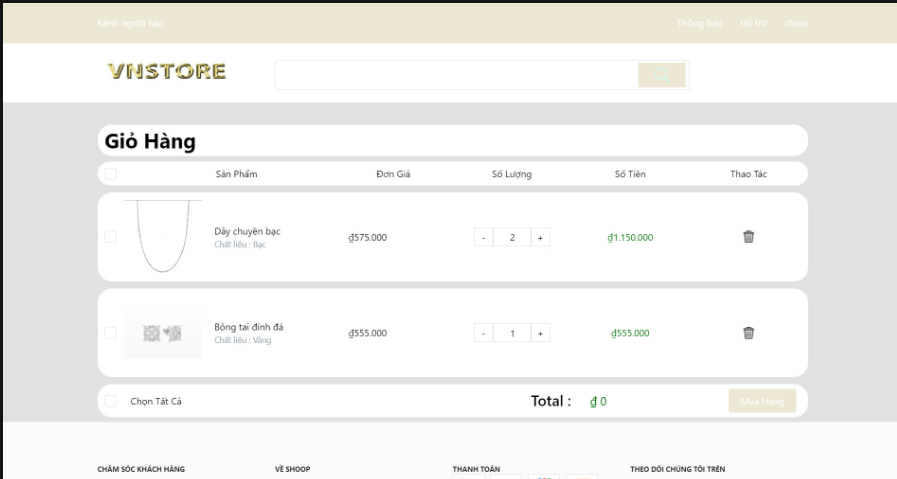 Kênh người bán
Thông báo Hỗ trợ chuni
VNSTORE
Giỏ Hàng
Sản Phẩm Đơn Giá Số Lượng Số Tiền Thao Tác
Dây chuyền bạc
Chất liệu : Bạc
₫575.000 - 2 + ₫1.150.000
Bông tai đính đá
Chất liệu : Vàng
₫555.000 - 1 + ₫555.000
Chọn Tất Cả Total : ₫ 0 Mua Hàng
CHĂM SÓC KHÁCH HÀNG VỀ SHOOP THANH TOÁN THEO DÕI CHÚNG TÔI TRÊN